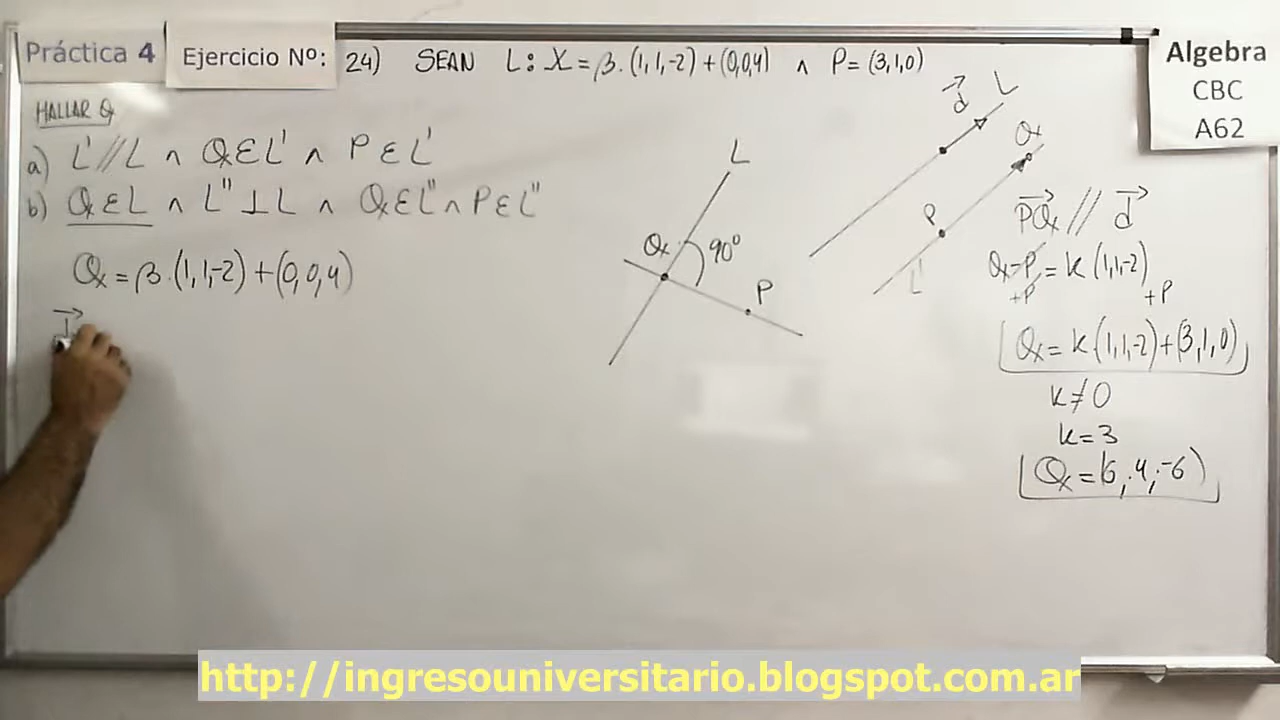 Práctica 4 Ejercicio Nº: 24) SEAN L: X = β.(1,1,-2)+(0,0,4) ∧ P=(3,1,0)
Algebra
CBC
A62
HALLAR Q
a) L' // L ∧ Q ∈ L' ∧ P ∈ L'
b) Q ∈ L ∧ L'' ⊥ L ∧ Q ∈ L'' ∧ P ∈ L''
Q = β.(1,1,-2)+(0,0,4)
d
L
Q 90°
P
d L
Q
P
L'
PQ // d
Q-P = k(1,1,-2)
+P +P
Q = k.(1,1,-2)+(3,1,0)
k≠0
k=3
Q = (6,4,-6)
http://ingresouniversitario.blogspot.com.ar